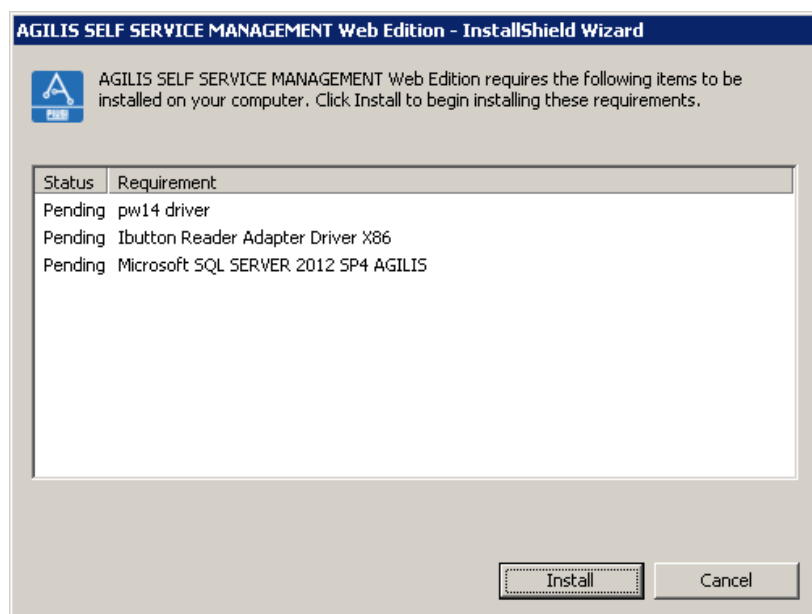 AGILIS SELF SERVICE MANAGEMENT Web Edition - InstallShield Wizard
AGILIS SELF SERVICE MANAGEMENT Web Edition requires the following items to be
installed on your computer. Click Install to begin installing these requirements.
Status Requirement
Pending pw14 driver
Pending Ibutton Reader Adapter Driver X86
Pending Microsoft SQL SERVER 2012 SP4 AGILIS
Install Cancel